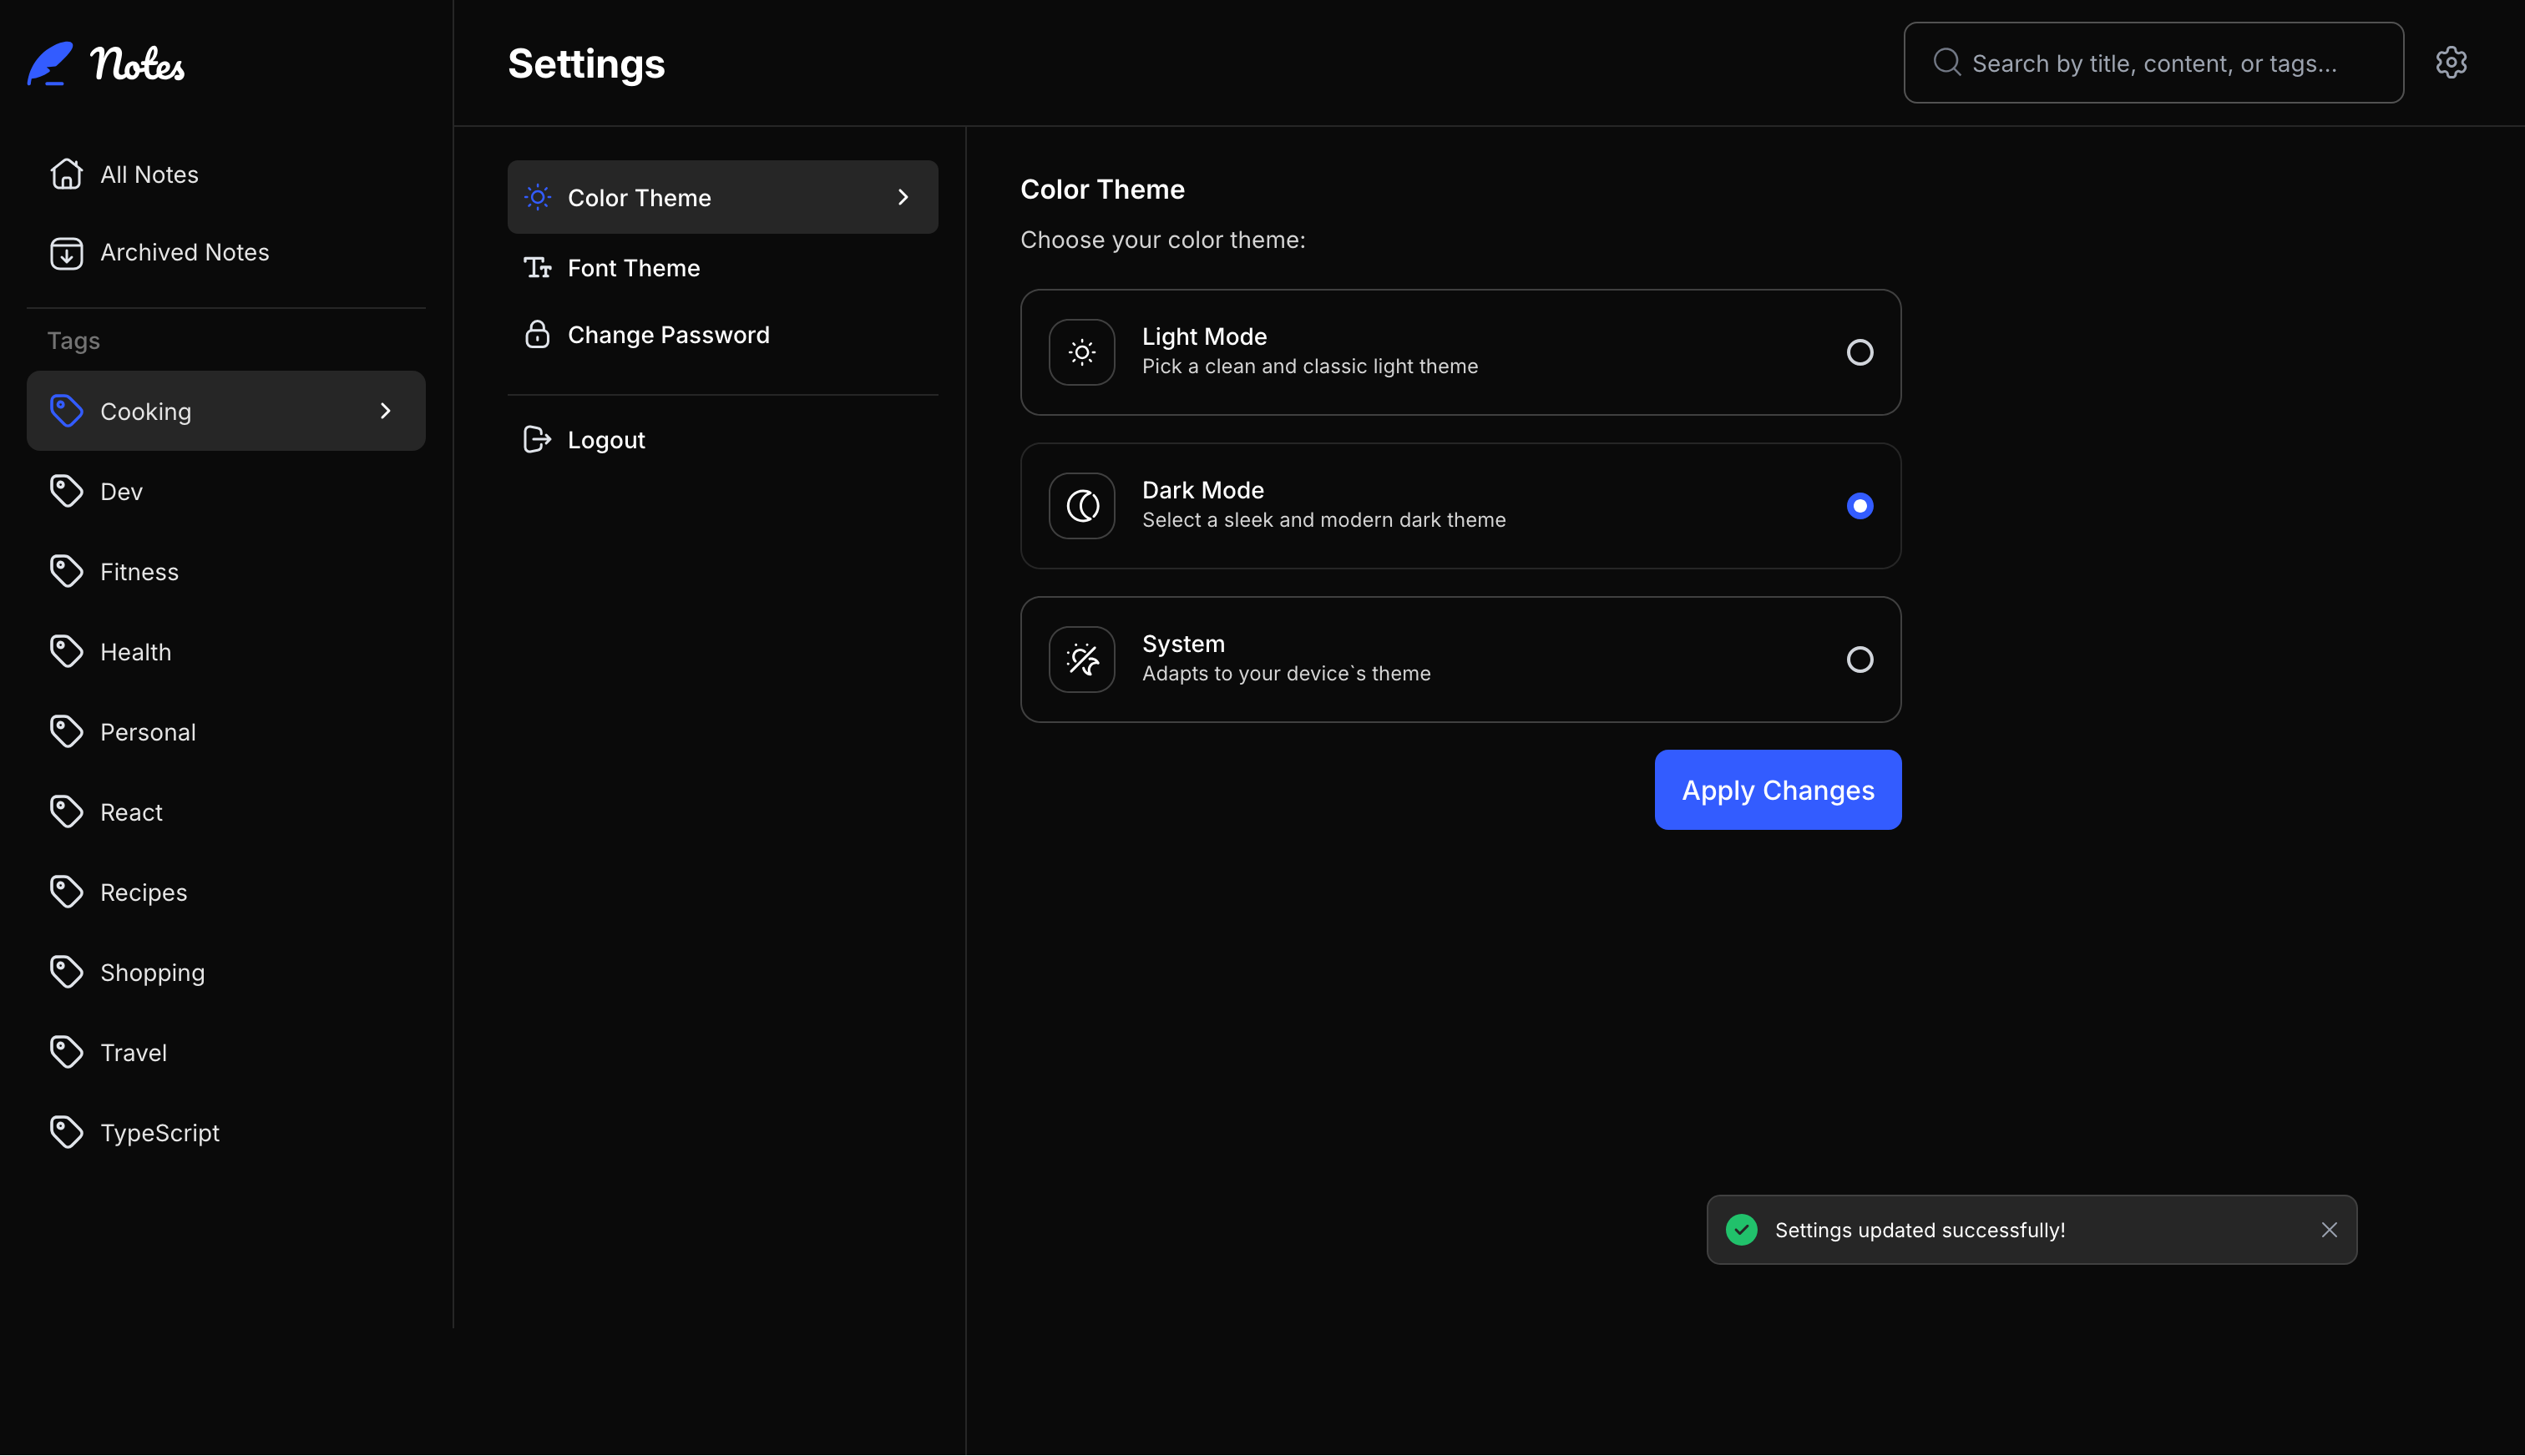 Notes
All Notes
Archived Notes
Tags
Cooking
Dev
Fitness
Health
Personal
React
Recipes
Shopping
Travel
TypeScript
Settings
Search by title, content, or tags...
Color Theme
Font Theme
Change Password
Logout
Color Theme
Choose your color theme:
Light Mode
Pick a clean and classic light theme
Dark Mode
Select a sleek and modern dark theme
System
Adapts to your device`s theme
Apply Changes
Settings updated successfully!